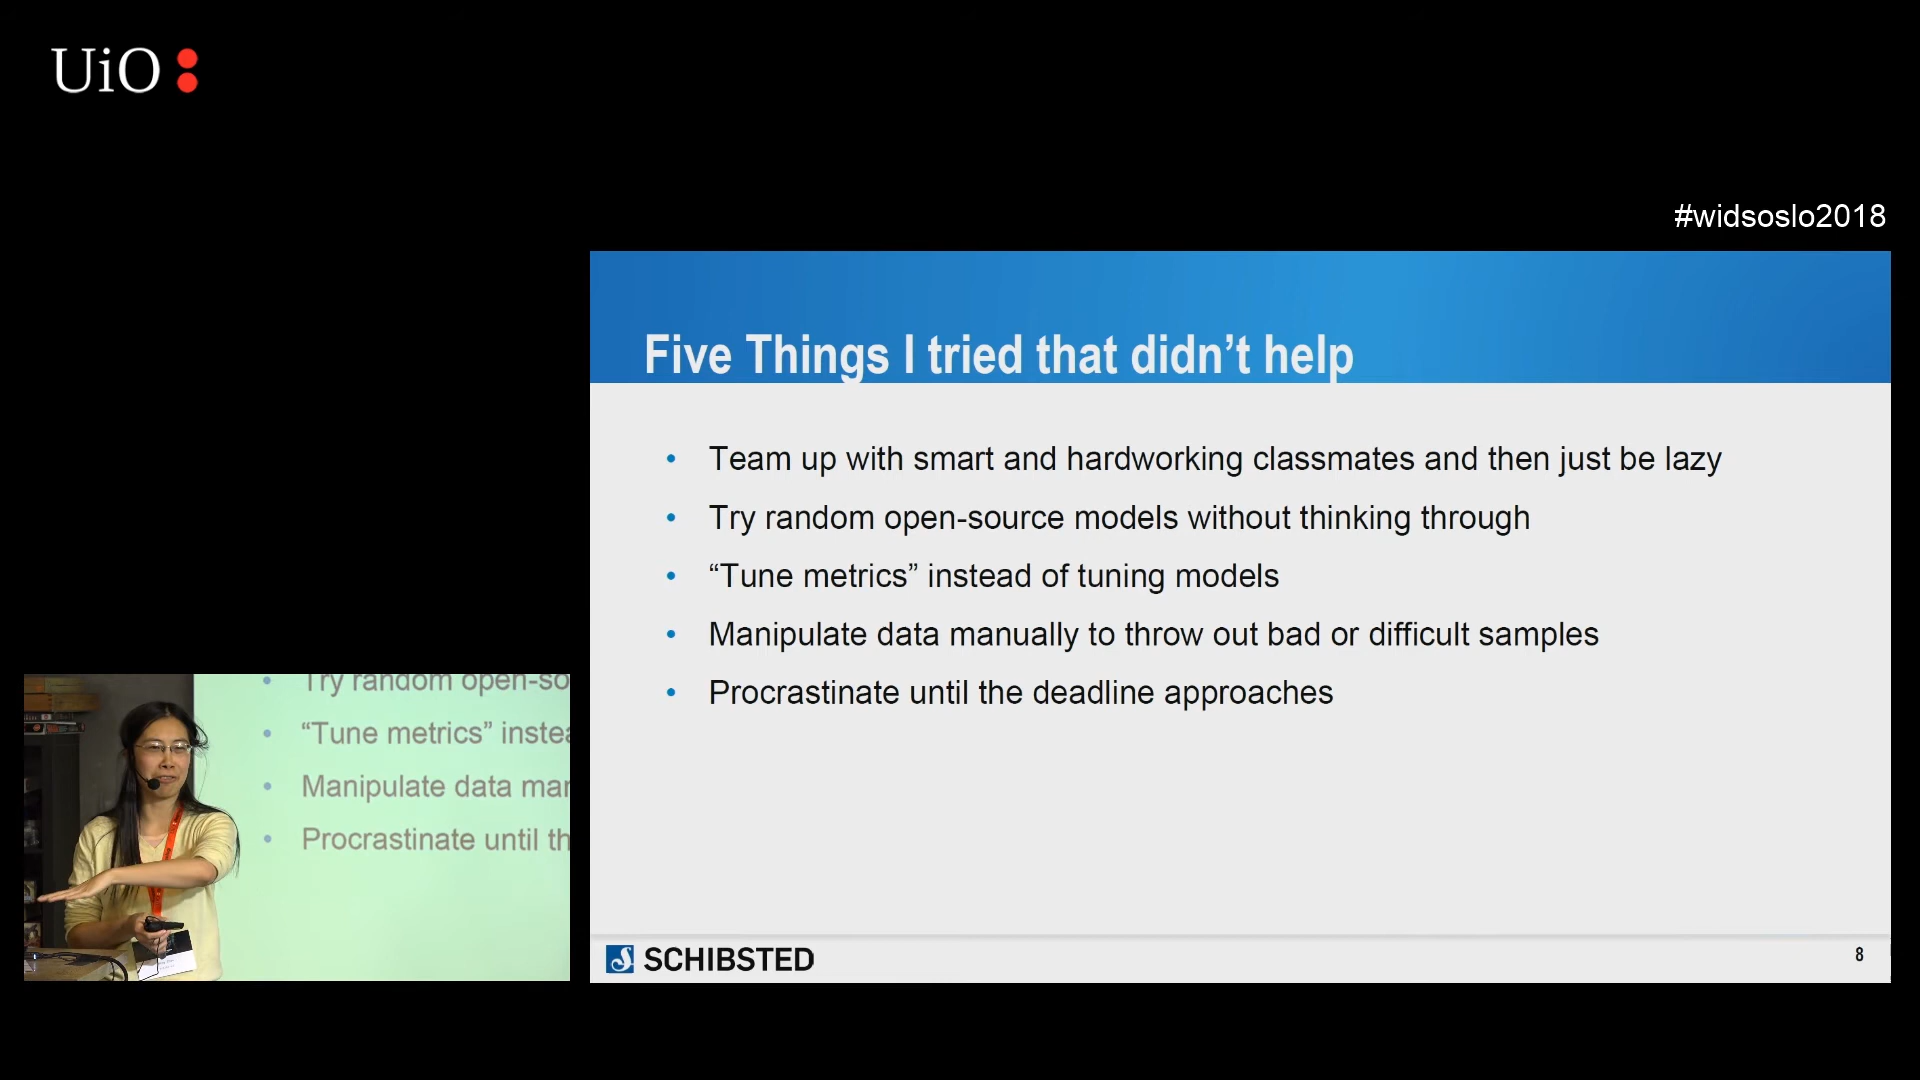 UiO
#widsoslo2018
Five Things I tried that didn’t help
• Team up with smart and hardworking classmates and then just be lazy
• Try random open-source models without thinking through
• “Tune metrics” instead of tuning models
• Manipulate data manually to throw out bad or difficult samples
• Procrastinate until the deadline approaches
SCHIBSTED
8
• Try random open-so
• “Tune metrics” inste
• Manipulate data ma
• Procrastinate until th